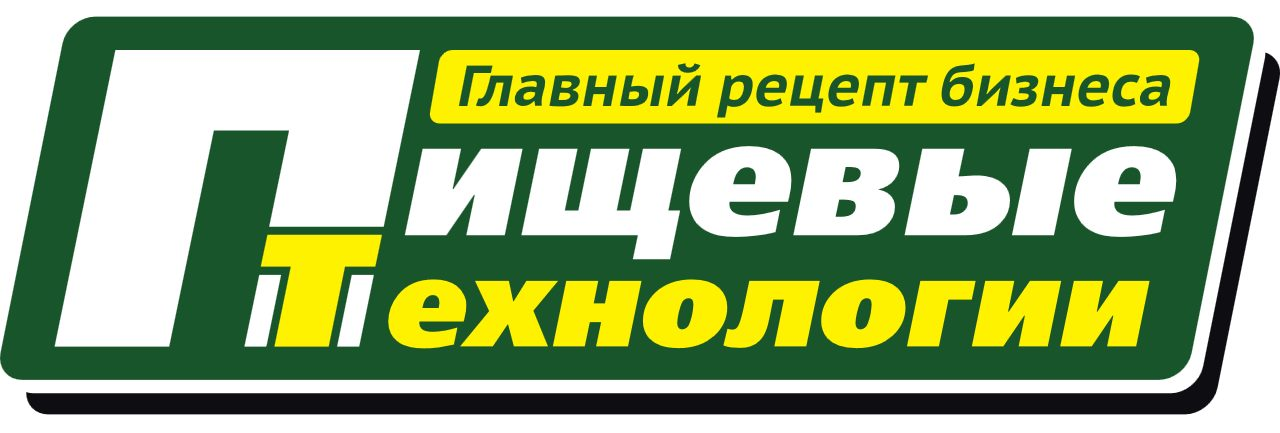 Главный рецепт бизнеса
Пищевые
Технологии